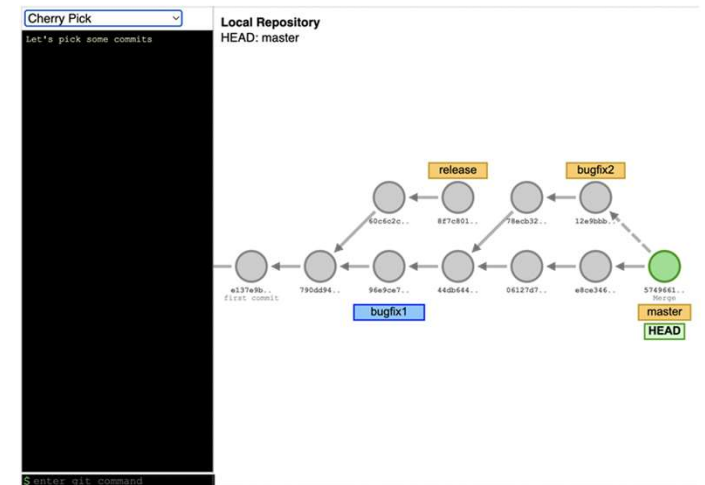 Cherry Pick
Let's pick some commits
Local Repository
HEAD: master
release
bugfix2
60c6c2c..
8f7c801..
78ecb32..
12e9bbb..
e137e9b..
first commit
790dd94..
96e9ce7..
44db644..
06127d7..
e8ce346..
5749661..
Merge
bugfix1
master
HEAD
$ enter git command